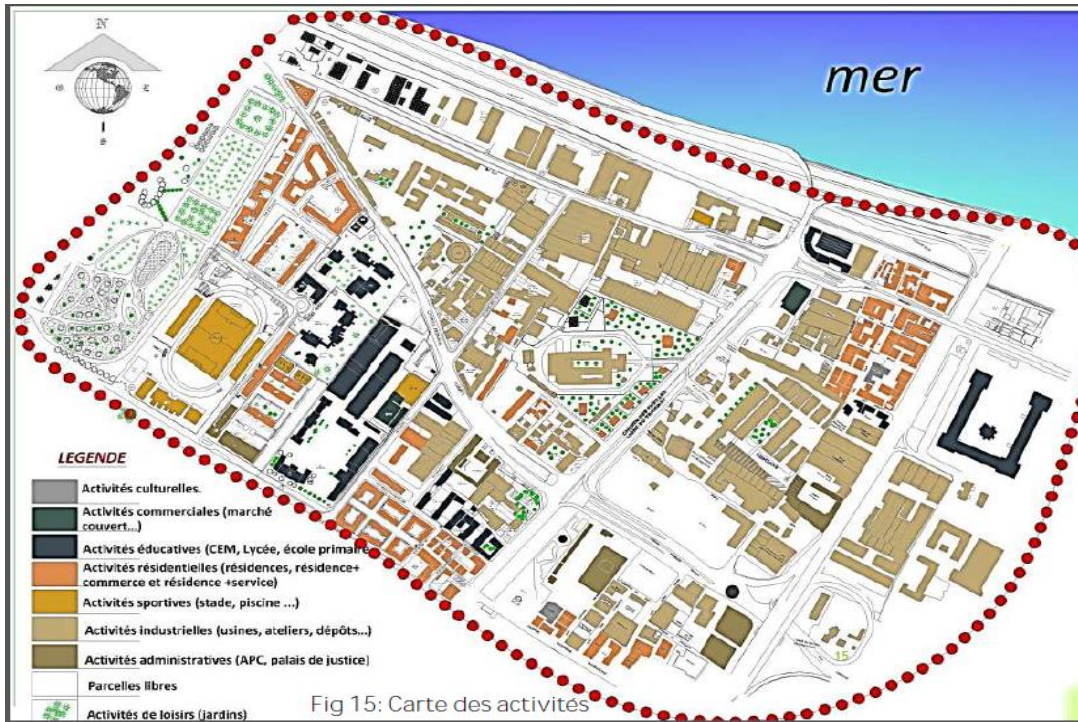 N
mer
LEGENDE
Activités culturelles.
Activités commerciales (marché
couvert...)
Activités éducatives (CEM, Lycée, école primaire
Activités résidentielles (résidences, résidence+
commerce et résidence +service)
Activités sportives (stade, piscine ...)
Activités industrielles (usines, ateliers, dépôts...)
Activités administratives (APC, palais de justice)
Parcelles libres
Activités de loisirs (jardins)
15
Fig 15: Carte des activités